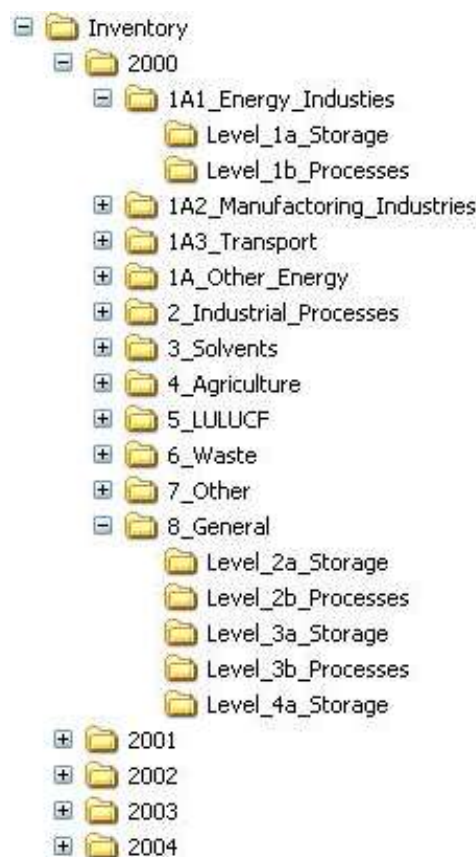 Inventory
2000
1A1_Energy_Industies
Level_1a_Storage
Level_1b_Processes
1A2_Manufactoring_Industries
1A3_Transport
1A_Other_Energy
2_Industrial_Processes
3_Solvents
4_Agriculture
5_LULUCF
6_Waste
7_Other
8_General
Level_2a_Storage
Level_2b_Processes
Level_3a_Storage
Level_3b_Processes
Level_4a_Storage
2001
2002
2003
2004